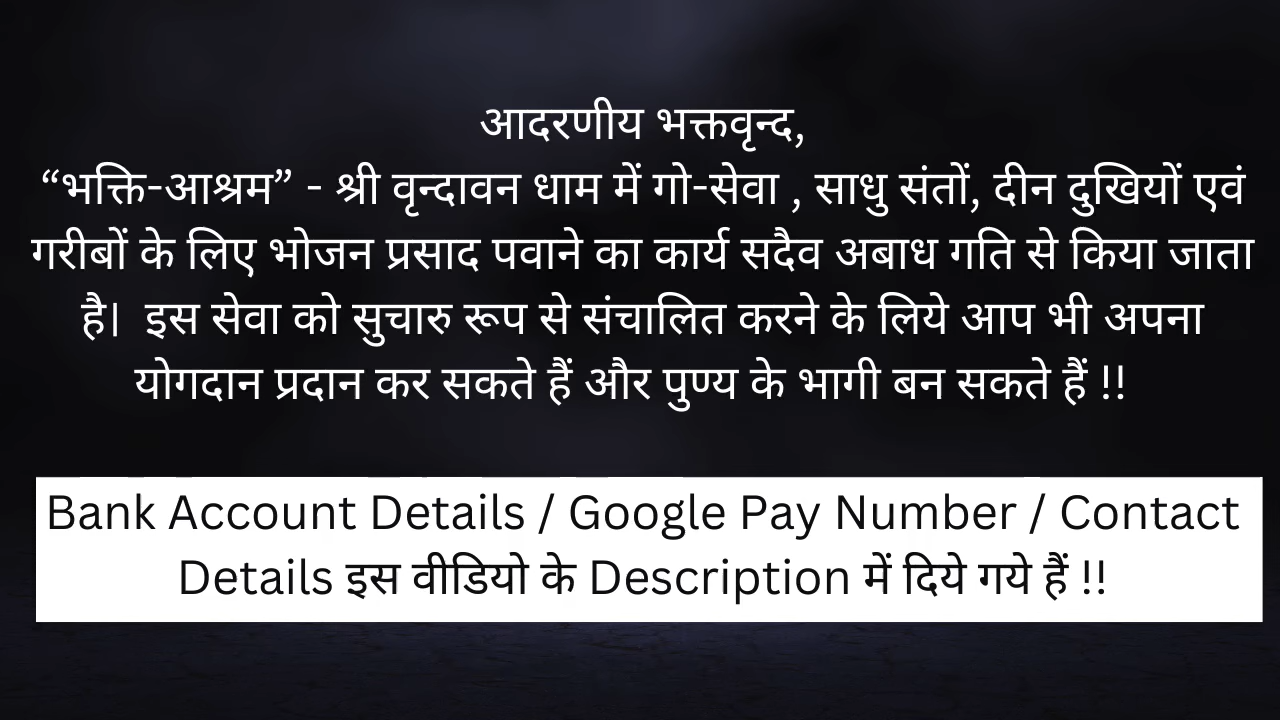 आदरणीय भक्तवृन्द,
“भक्ति-आश्रम” - श्री वृन्दावन धाम में गो-सेवा , साधु संतों, दीन दुखियों एवं
गरीबों के लिए भोजन प्रसाद पवाने का कार्य सदैव अबाध गति से किया जाता
है। इस सेवा को सुचारु रूप से संचालित करने के लिये आप भी अपना
योगदान प्रदान कर सकते हैं और पुण्य के भागी बन सकते हैं !!
Bank Account Details / Google Pay Number / Contact
Details इस वीडियो के Description में दिये गये हैं !!